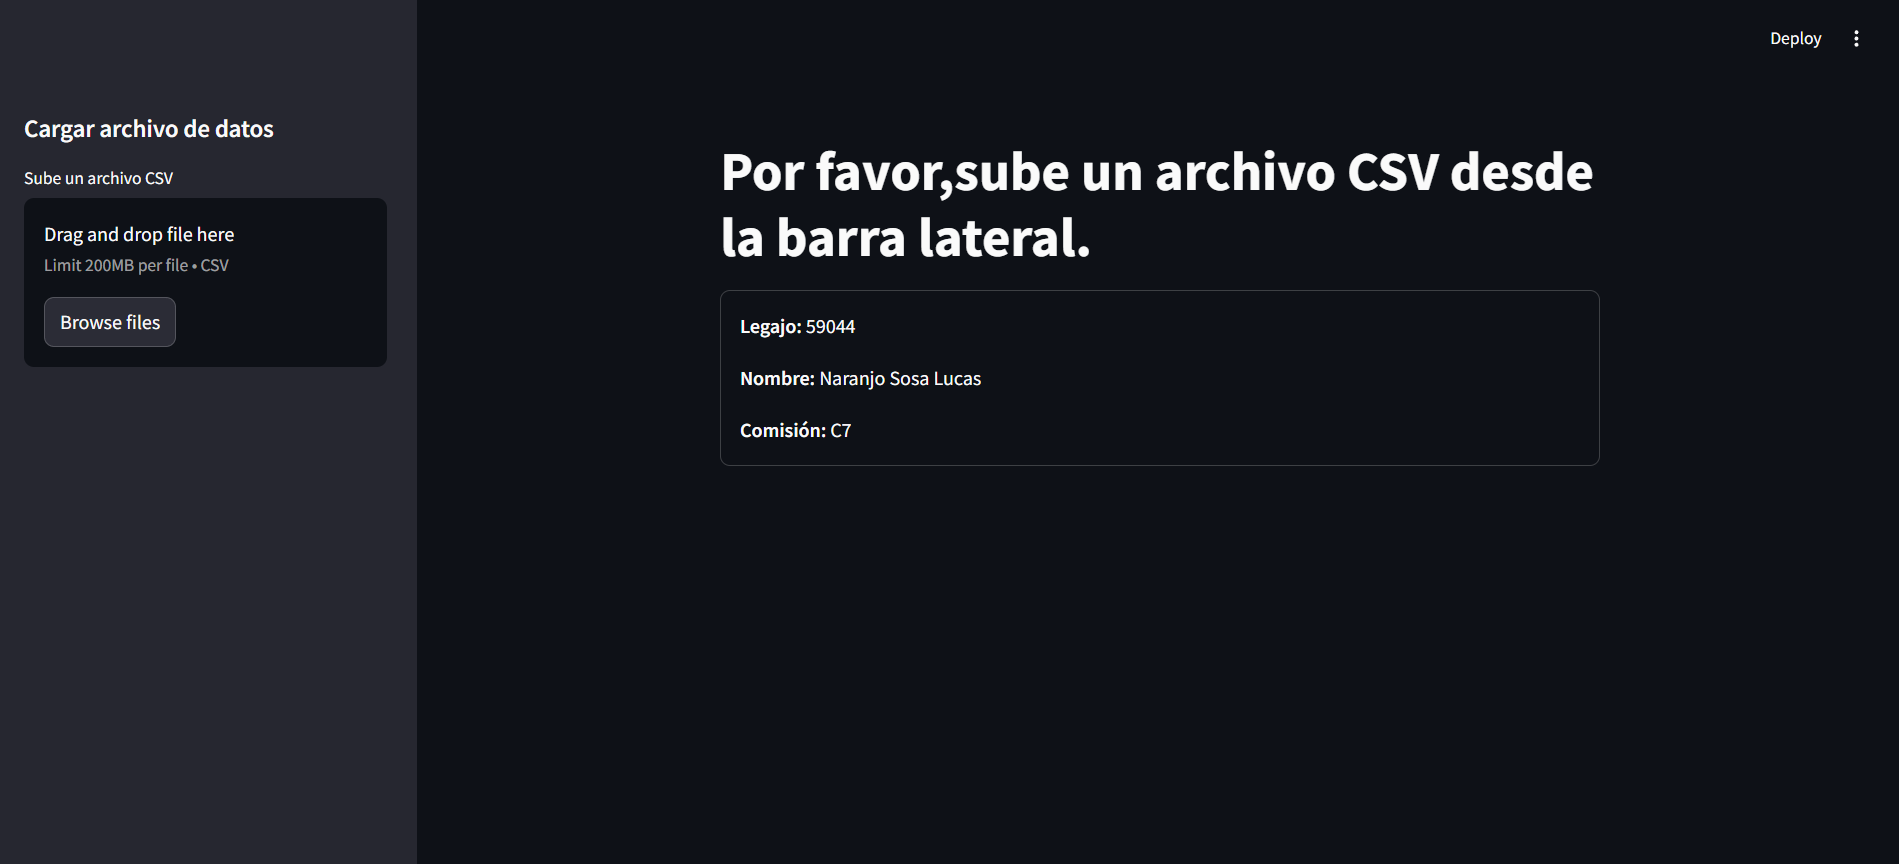 Deploy
Cargar archivo de datos
Sube un archivo CSV
Drag and drop file here
Limit 200MB per file • CSV
Browse files
Por favor,sube un archivo CSV desde
la barra lateral.
Legajo: 59044
Nombre: Naranjo Sosa Lucas
Comisión: C7